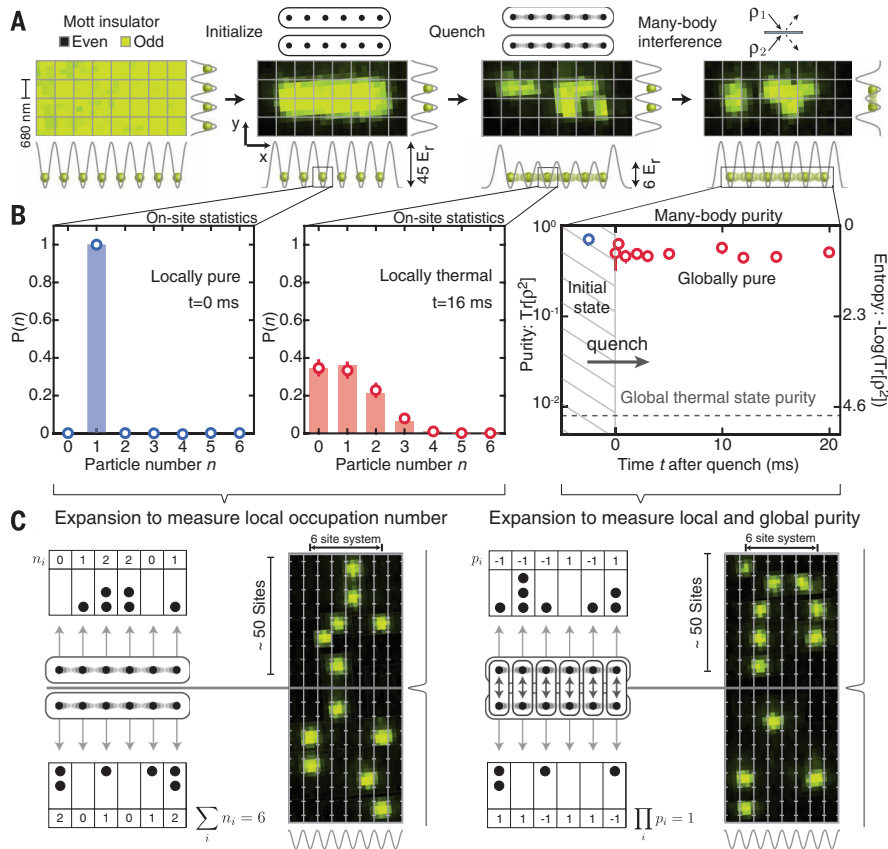 A
Mott insulator
Even Odd
Initialize
Quench
Many-body
interference
ρ1
ρ2
680 nm
y
x
45 Er
6 Er
B
On-site statistics
Locally pure
t=0 ms
P(n)
1
0.8
0.6
0.4
0.2
0
0 1 2 3 4 5 6
Particle number n
On-site statistics
Locally thermal
t=16 ms
P(n)
1
0.8
0.6
0.4
0.2
0
0 1 2 3 4 5 6
Particle number n
Many-body purity
Purity: Tr[ρ²]
10⁰
10⁻¹
10⁻²
Initial
state
quench
Globally pure
Global thermal state purity
0
2.3
4.6
Entropy: -Log(Tr[ρ²])
0 10 20
Time t after quench (ms)
C
Expansion to measure local occupation number
nᵢ 0 1 2 2 0 1
6 site system
~ 50 Sites
2 0 1 0 1 2
∑ᵢ nᵢ = 6
Expansion to measure local and global purity
pᵢ -1 -1 -1 1 -1 1
6 site system
~ 50 Sites
1 1 -1 1 1 -1
∏ᵢ pᵢ = 1